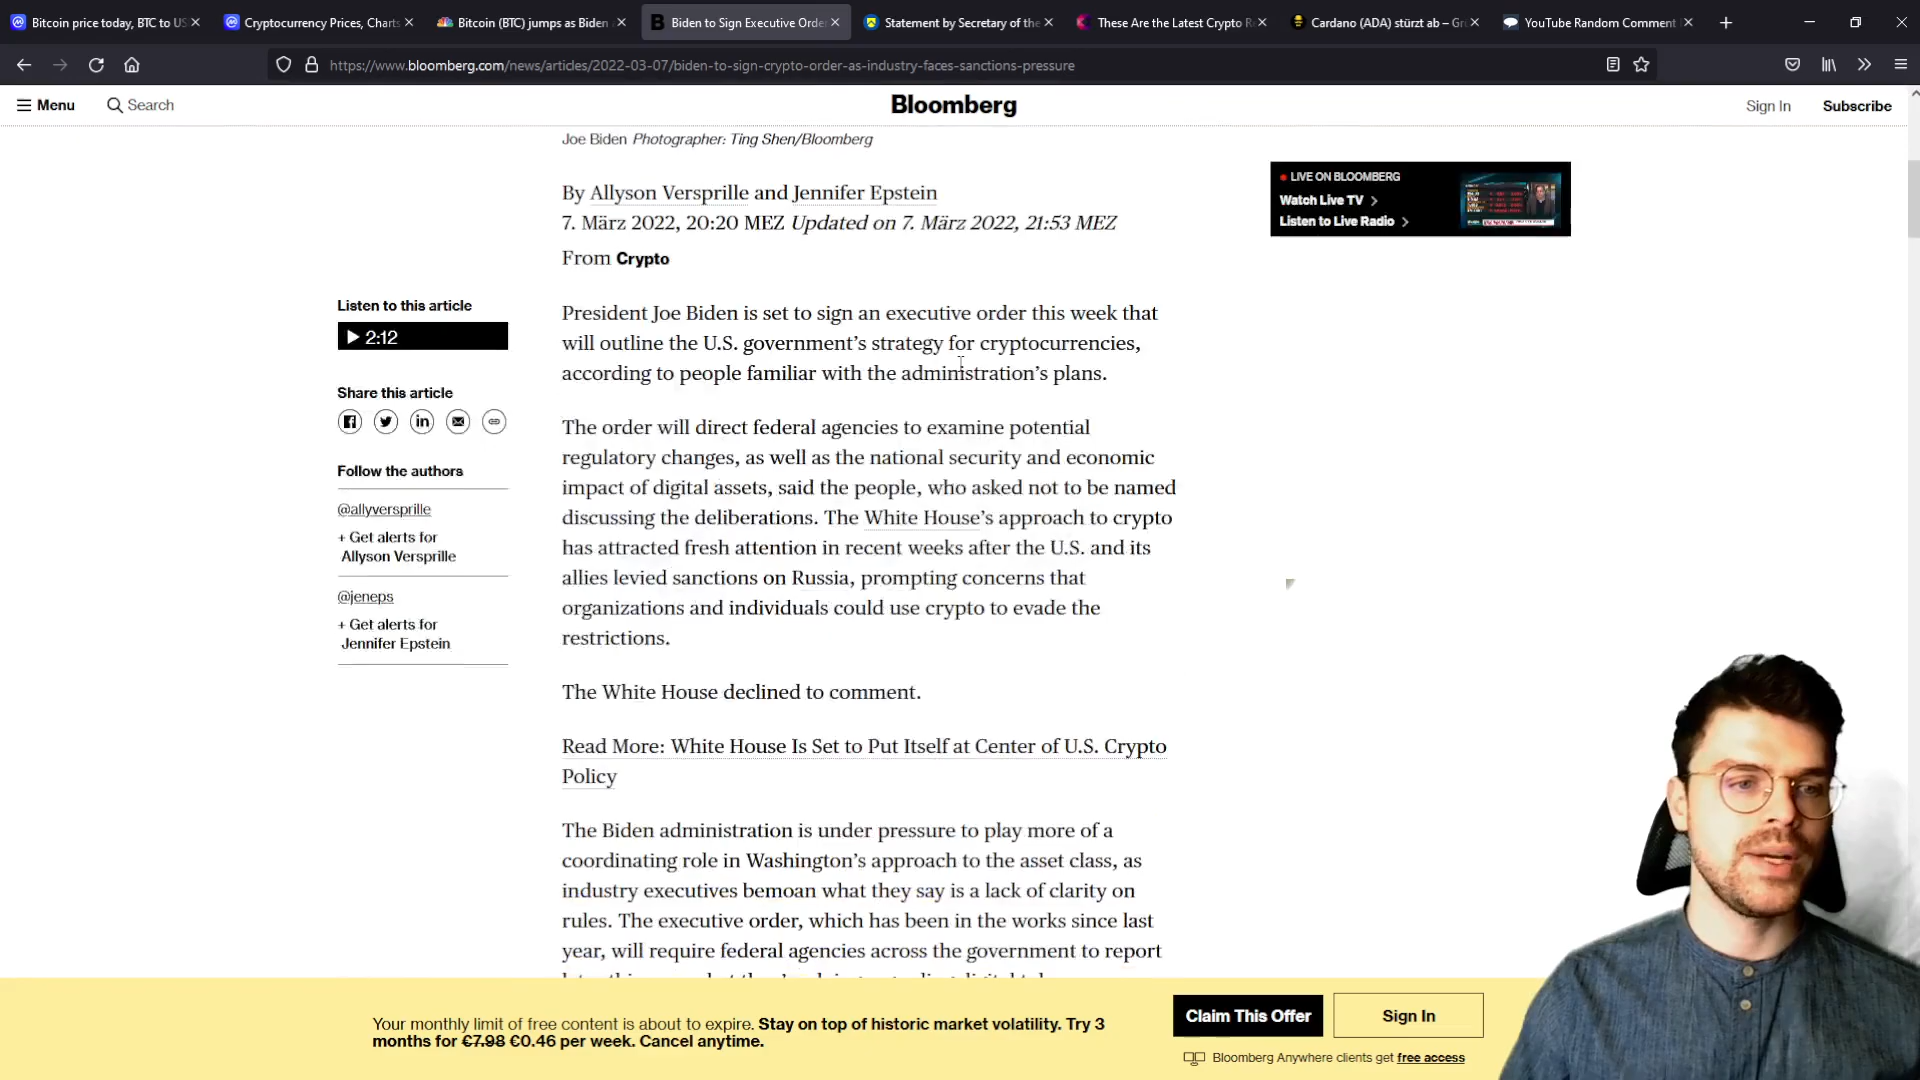 Bitcoin price today, BTC to US
Cryptocurrency Prices, Charts
Bitcoin (BTC) jumps as Biden
Biden to Sign Executive Orde
Statement by Secretary of the
These Are the Latest Crypto R
Cardano (ADA) stürzt ab – Gr
YouTube Random Comment
https://www.bloomberg.com/news/articles/2022-03-07/biden-to-sign-crypto-order-as-industry-faces-sanctions-pressure
Menu
Search
Bloomberg
Sign In
Subscribe
Joe Biden Photographer: Ting Shen/Bloomberg
By Allyson Versprille and Jennifer Epstein
7. März 2022, 20:20 MEZ Updated on 7. März 2022, 21:53 MEZ
From Crypto
LIVE ON BLOOMBERG
Watch Live TV
Listen to Live Radio
Listen to this article
2:12
Share this article
Follow the authors
@allyversprille
+ Get alerts for
Allyson Versprille
@jeneps
+ Get alerts for
Jennifer Epstein
President Joe Biden is set to sign an executive order this week that
will outline the U.S. government's strategy for cryptocurrencies,
according to people familiar with the administration's plans.
The order will direct federal agencies to examine potential
regulatory changes, as well as the national security and economic
impact of digital assets, said the people, who asked not to be named
discussing the deliberations. The White House's approach to crypto
has attracted fresh attention in recent weeks after the U.S. and its
allies levied sanctions on Russia, prompting concerns that
organizations and individuals could use crypto to evade the
restrictions.
The White House declined to comment.
Read More: White House Is Set to Put Itself at Center of U.S. Crypto
Policy
The Biden administration is under pressure to play more of a
coordinating role in Washington's approach to the asset class, as
industry executives bemoan what they say is a lack of clarity on
rules. The executive order, which has been in the works since last
year, will require federal agencies across the government to report
Your monthly limit of free content is about to expire. Stay on top of historic market volatility. Try 3
months for €7.98 €0.46 per week. Cancel anytime.
Claim This Offer
Sign In
Bloomberg Anywhere clients get free access